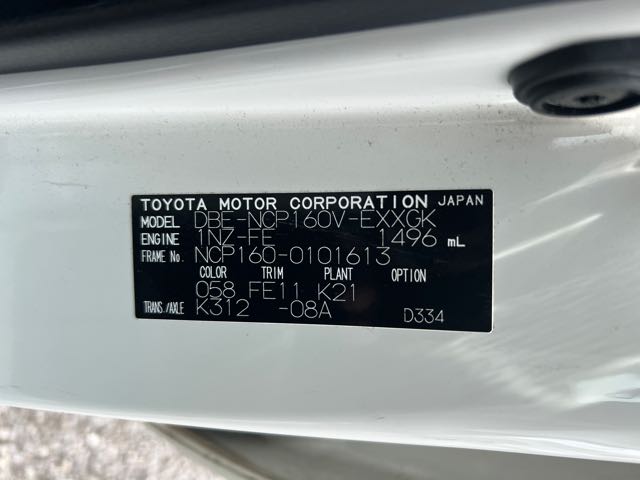 TOYOTA MOTOR CORPORATION JAPAN
MODEL DBE-NCP160V-EXXGK
ENGINE 1NZ-FE 1496 mL
FRAME No. NCP160-0101613
COLOR TRIM PLANT OPTION
058 FE11 K21
TRANS./AXLE K312 -08A D334